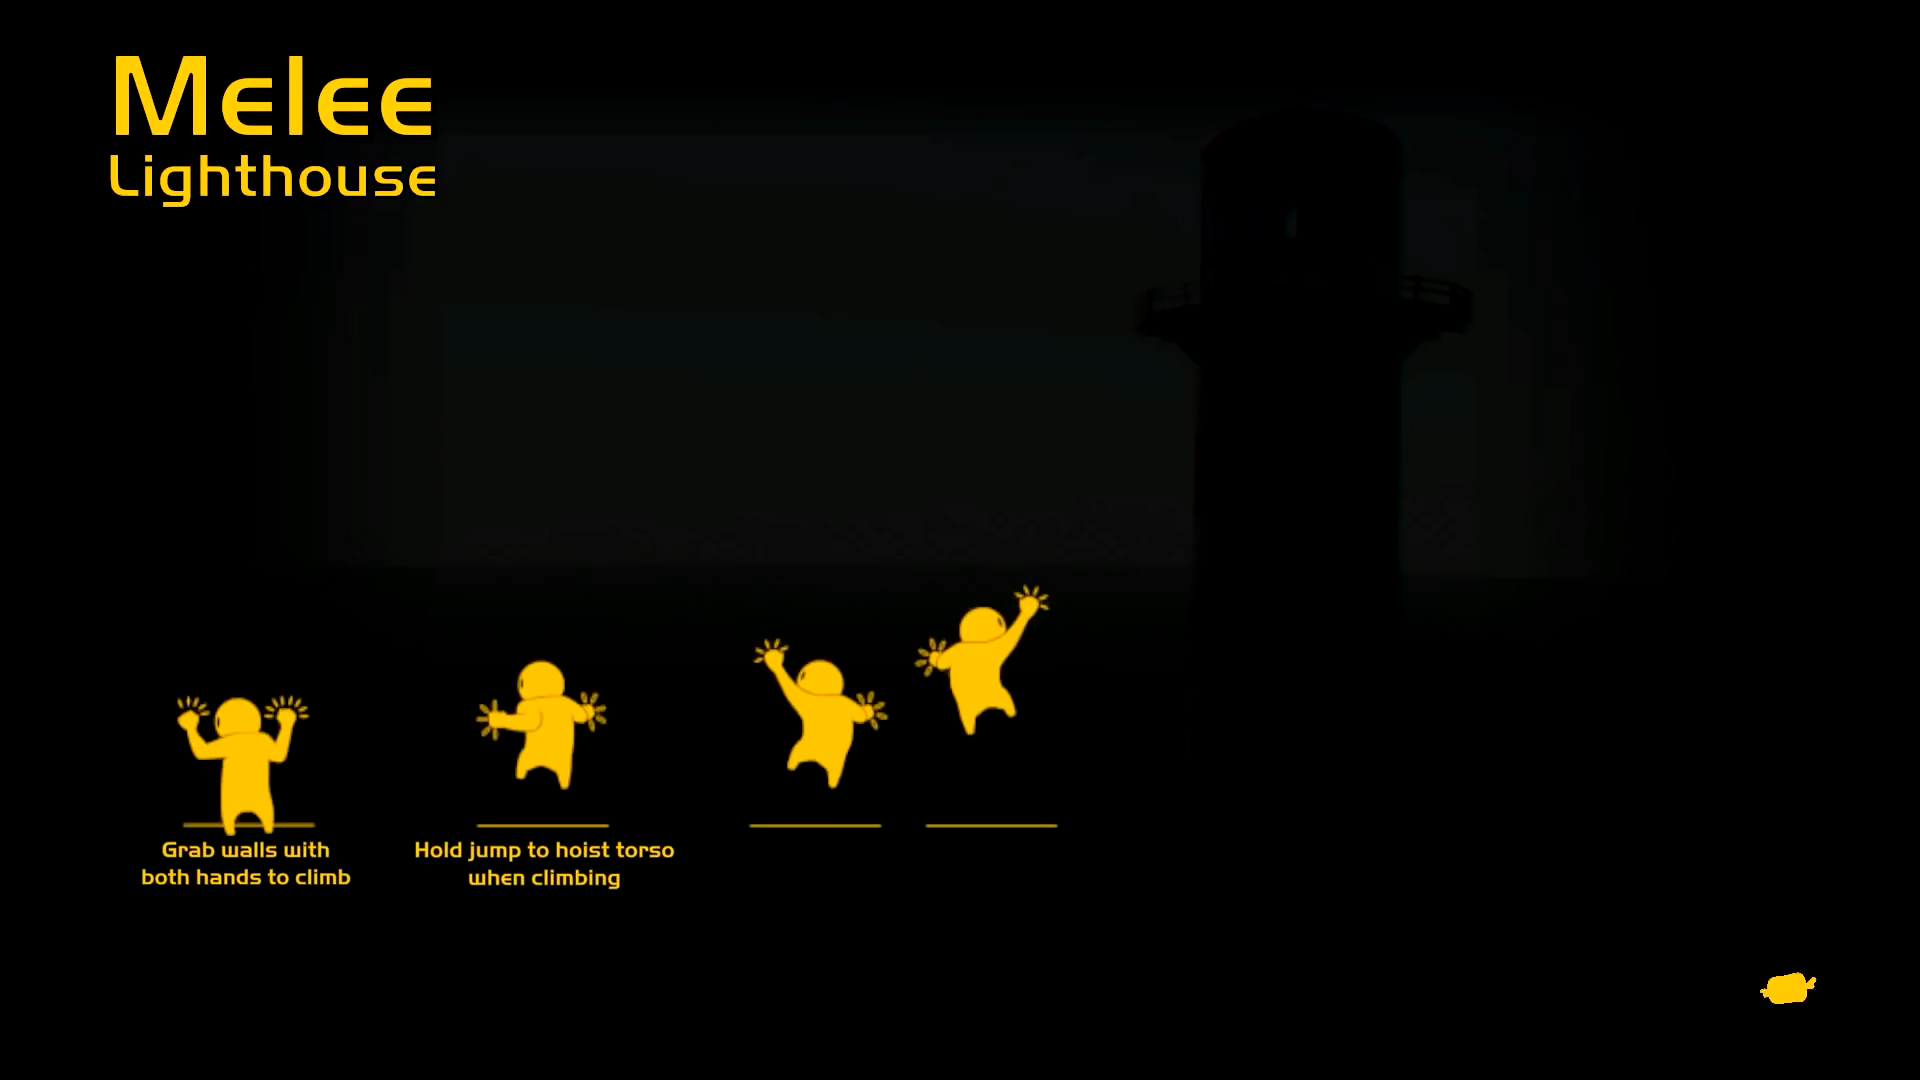 Melee
Lighthouse
Grab walls with
both hands to climb
Hold jump to hoist torso
when climbing